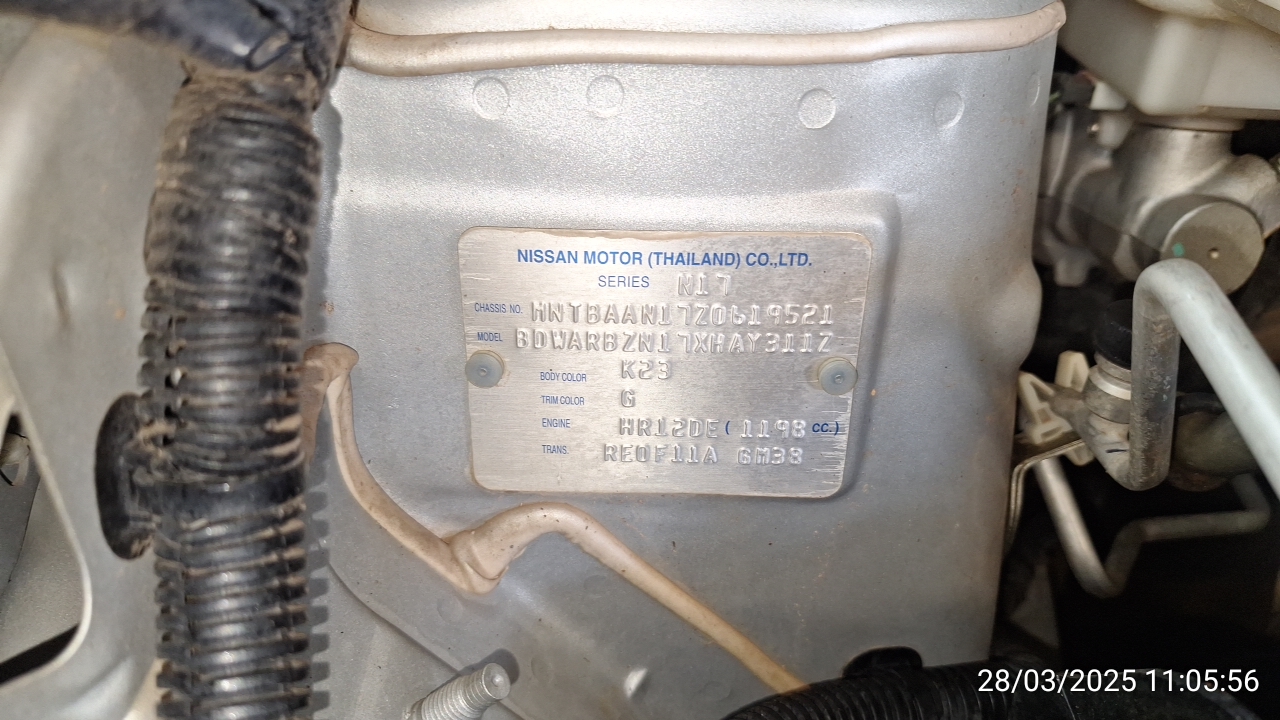 NISSAN MOTOR (THAILAND) CO.,LTD.
SERIES N17
CHASSIS NO. MNTBAAN17Z0619521
MODEL BDWARBZN17XHAY311Z
BODY COLOR K23
TRIM COLOR G
ENGINE HR12DE ( 1198 cc.)
TRANS. RE0F11A GM38
28/03/2025 11:05:56